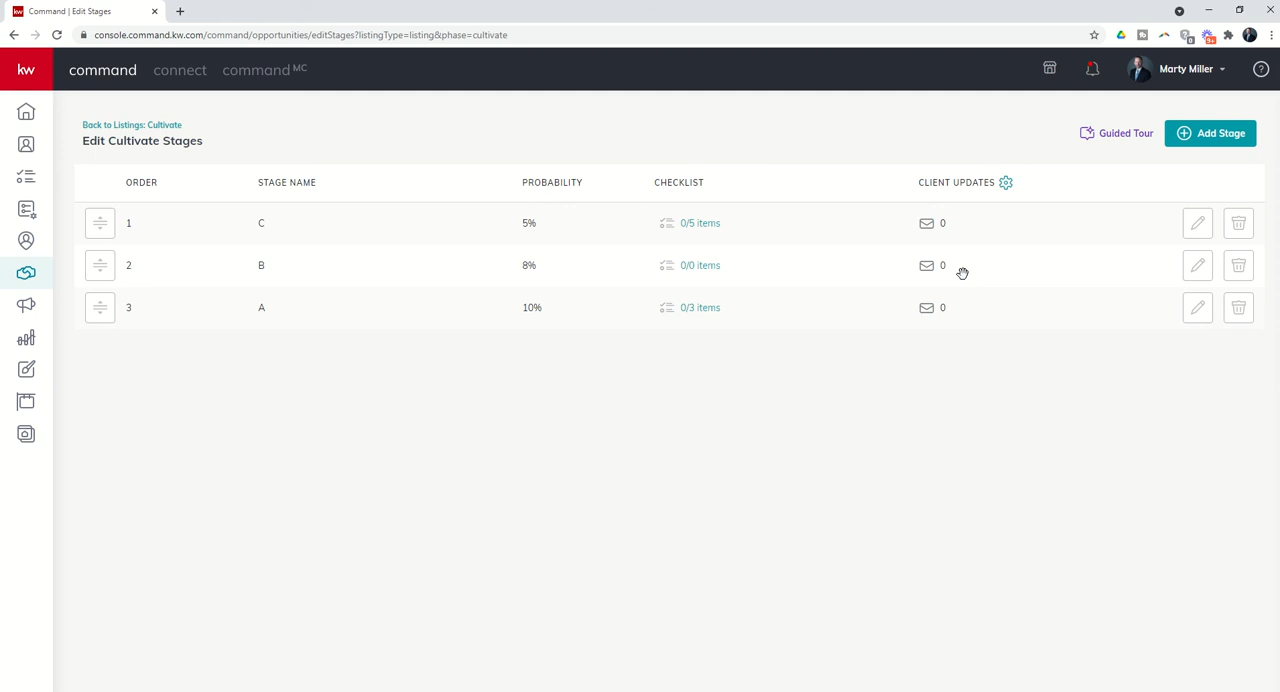 kw Command | Edit Stages
console.command.kw.com/command/opportunities/editStages?listingType=listing&phase=cultivate
kw command connect command MC Marty Miller
Back to Listings: Cultivate
Edit Cultivate Stages
Guided Tour Add Stage
ORDER STAGE NAME PROBABILITY CHECKLIST CLIENT UPDATES
1 C 5% 0/5 items 0
2 B 8% 0/0 items 0
3 A 10% 0/3 items 0